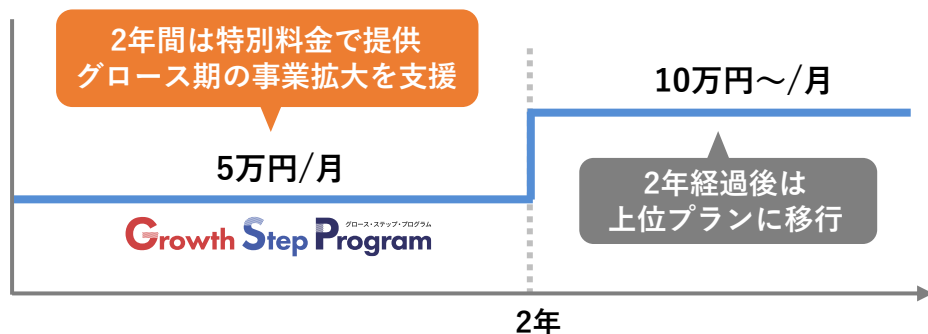 2年間は特別料金で提供
グロース期の事業拡大を支援
10万円～/月
5万円/月
2年経過後は
上位プランに移行
グロース・ステップ・プログラム
Growth Step Program
2年